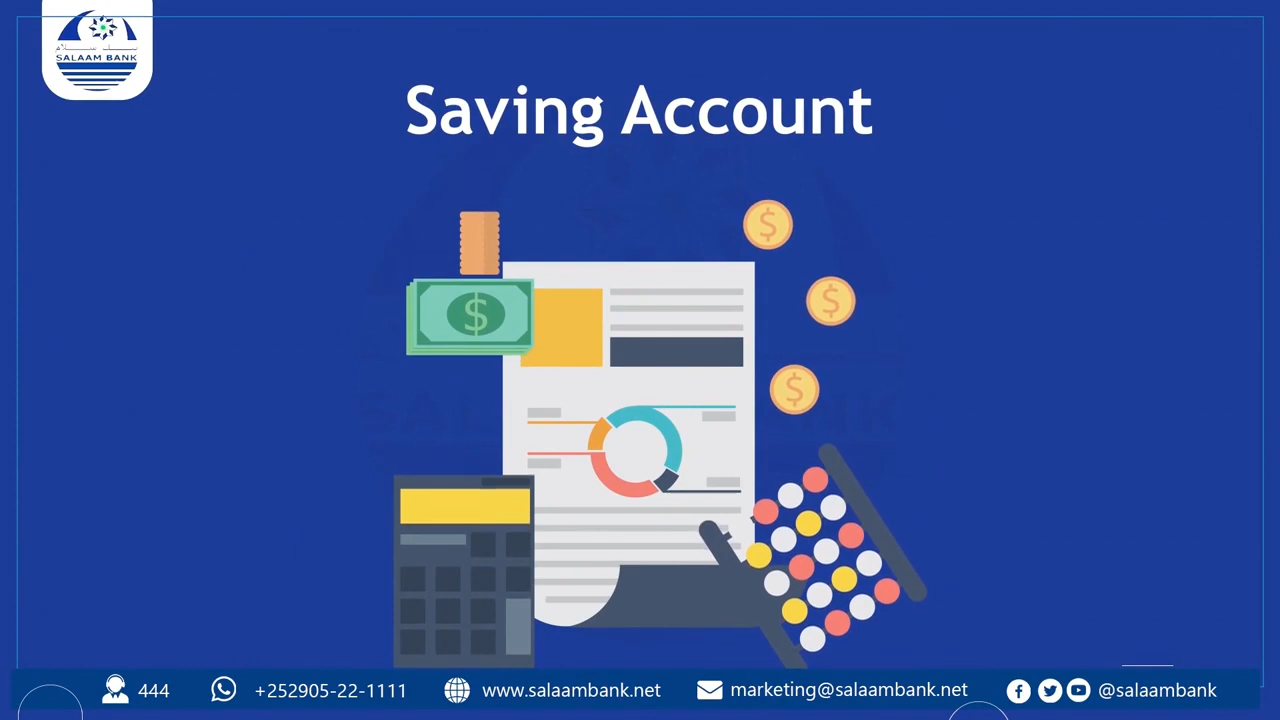 SALAAM BANK
Saving Account
$
$
$
$
444
+252905-22-1111
www.salaambank.net
marketing@salaambank.net
@salaambank